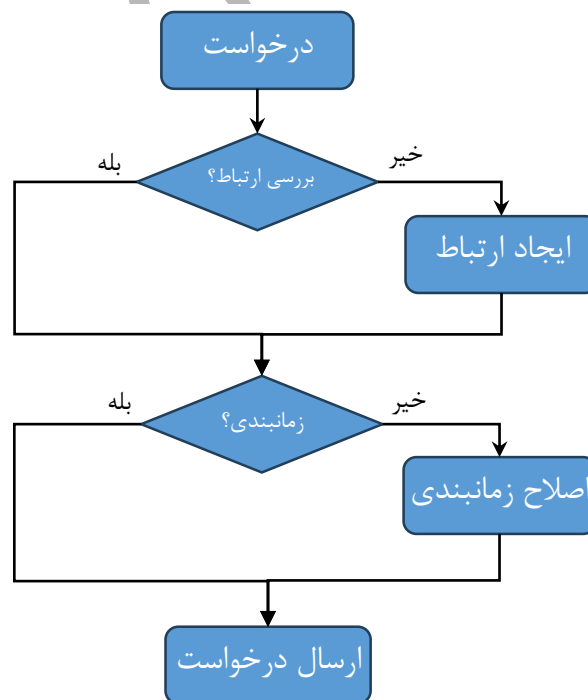 درخواست
خیر
بله
بررسی ارتباط؟
ایجاد ارتباط
خیر
بله
زمانبندی؟
اصلاح زمانبندی
ارسال درخواست